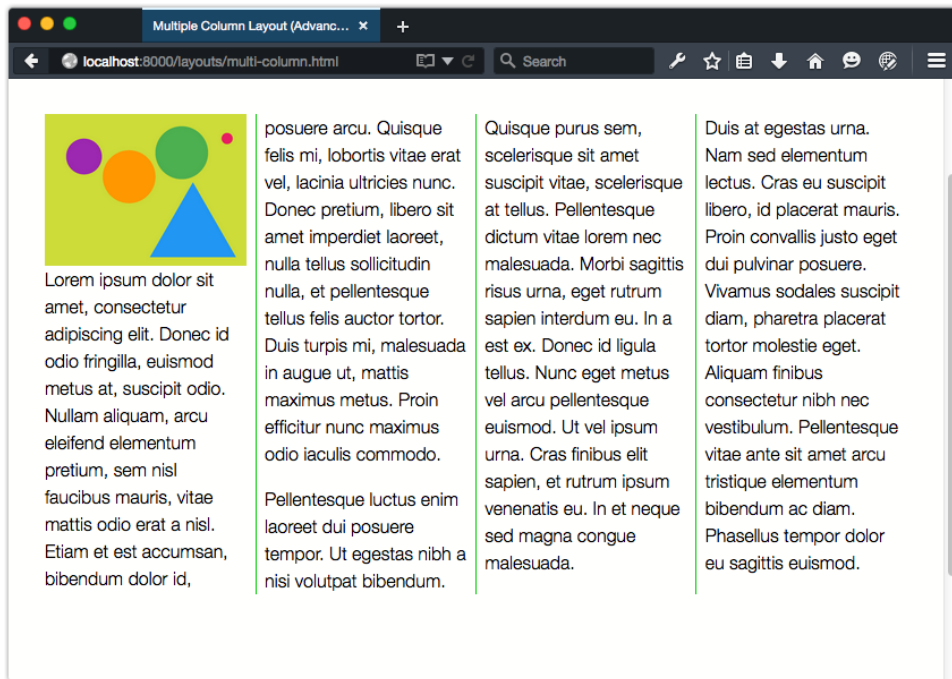 Multiple Column Layout (Advanc...
localhost:8000/layouts/multi-column.html
Search
Lorem ipsum dolor sit
amet, consectetur
adipiscing elit. Donec id
odio fringilla, euismod
metus at, suscipit odio.
Nullam aliquam, arcu
eleifend elementum
pretium, sem nisl
faucibus mauris, vitae
mattis odio erat a nisl.
Etiam et est accumsan,
bibendum dolor id,
posuere arcu. Quisque
felis mi, lobortis vitae erat
vel, lacinia ultricies nunc.
Donec pretium, libero sit
amet imperdiet laoreet,
nulla tellus sollicitudin
nulla, et pellentesque
tellus felis auctor tortor.
Duis turpis mi, malesuada
in augue ut, mattis
maximus metus. Proin
efficitur nunc maximus
odio iaculis commodo.
Pellentesque luctus enim
laoreet dui posuere
tempor. Ut egestas nibh a
nisi volutpat bibendum.
Quisque purus sem,
scelerisque sit amet
suscipit vitae, scelerisque
at tellus. Pellentesque
dictum vitae lorem nec
malesuada. Morbi sagittis
risus urna, eget rutrum
sapien interdum eu. In a
est ex. Donec id ligula
tellus. Nunc eget metus
vel arcu pellentesque
euismod. Ut vel ipsum
urna. Cras finibus elit
sapien, et rutrum ipsum
venenatis eu. In et neque
sed magna congue
malesuada.
Duis at egestas urna.
Nam sed elementum
lectus. Cras eu suscipit
libero, id placerat mauris.
Proin convallis justo eget
dui pulvinar posuere.
Vivamus sodales suscipit
diam, pharetra placerat
tortor molestie eget.
Aliquam finibus
consectetur nibh nec
vestibulum. Pellentesque
vitae ante sit amet arcu
tristique elementum
bibendum ac diam.
Phasellus tempor dolor
eu sagittis euismod.